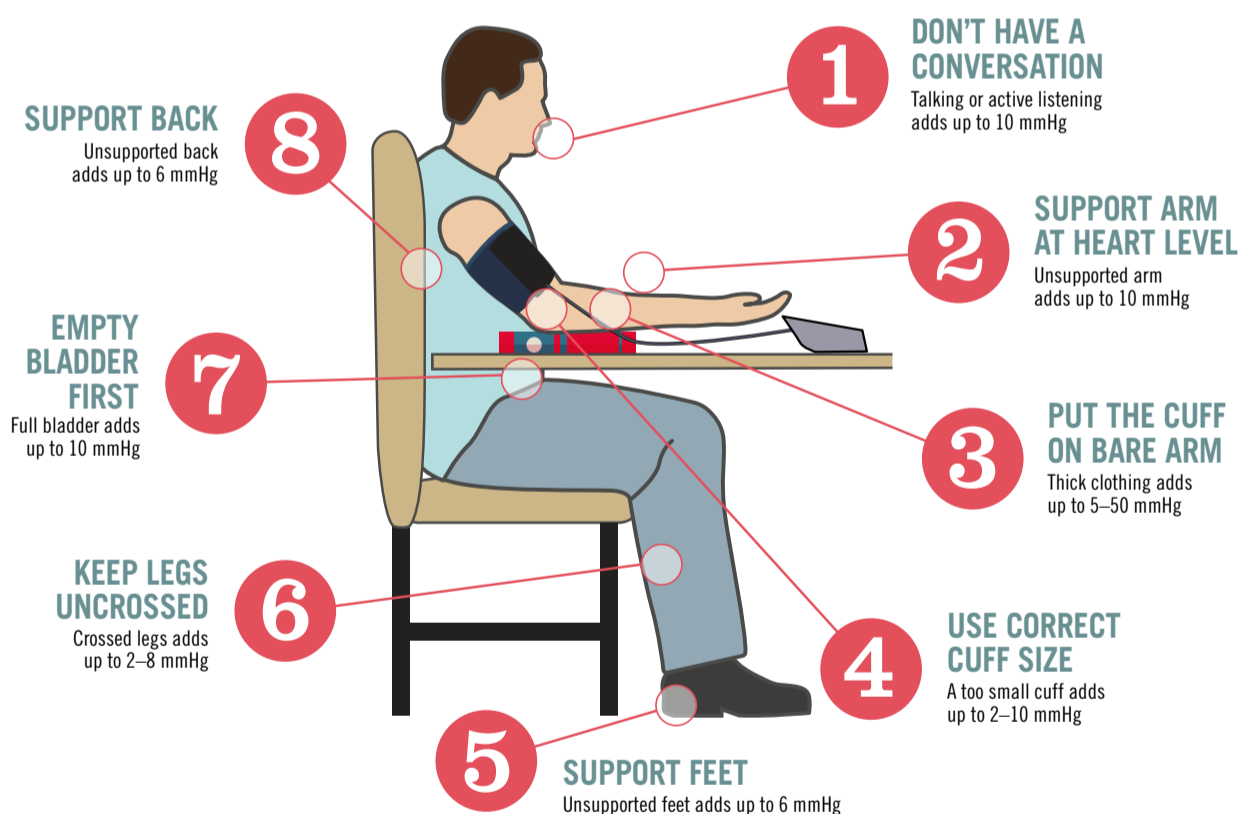 1
DON'T HAVE A
CONVERSATION
Talking or active listening
adds up to 10 mmHg
2
SUPPORT ARM
AT HEART LEVEL
Unsupported arm
adds up to 10 mmHg
3
PUT THE CUFF
ON BARE ARM
Thick clothing adds
up to 5–50 mmHg
4
USE CORRECT
CUFF SIZE
A too small cuff adds
up to 2–10 mmHg
5
SUPPORT FEET
Unsupported feet adds up to 6 mmHg
6
KEEP LEGS
UNCROSSED
Crossed legs adds
up to 2–8 mmHg
7
EMPTY
BLADDER
FIRST
Full bladder adds
up to 10 mmHg
8
SUPPORT BACK
Unsupported back
adds up to 6 mmHg